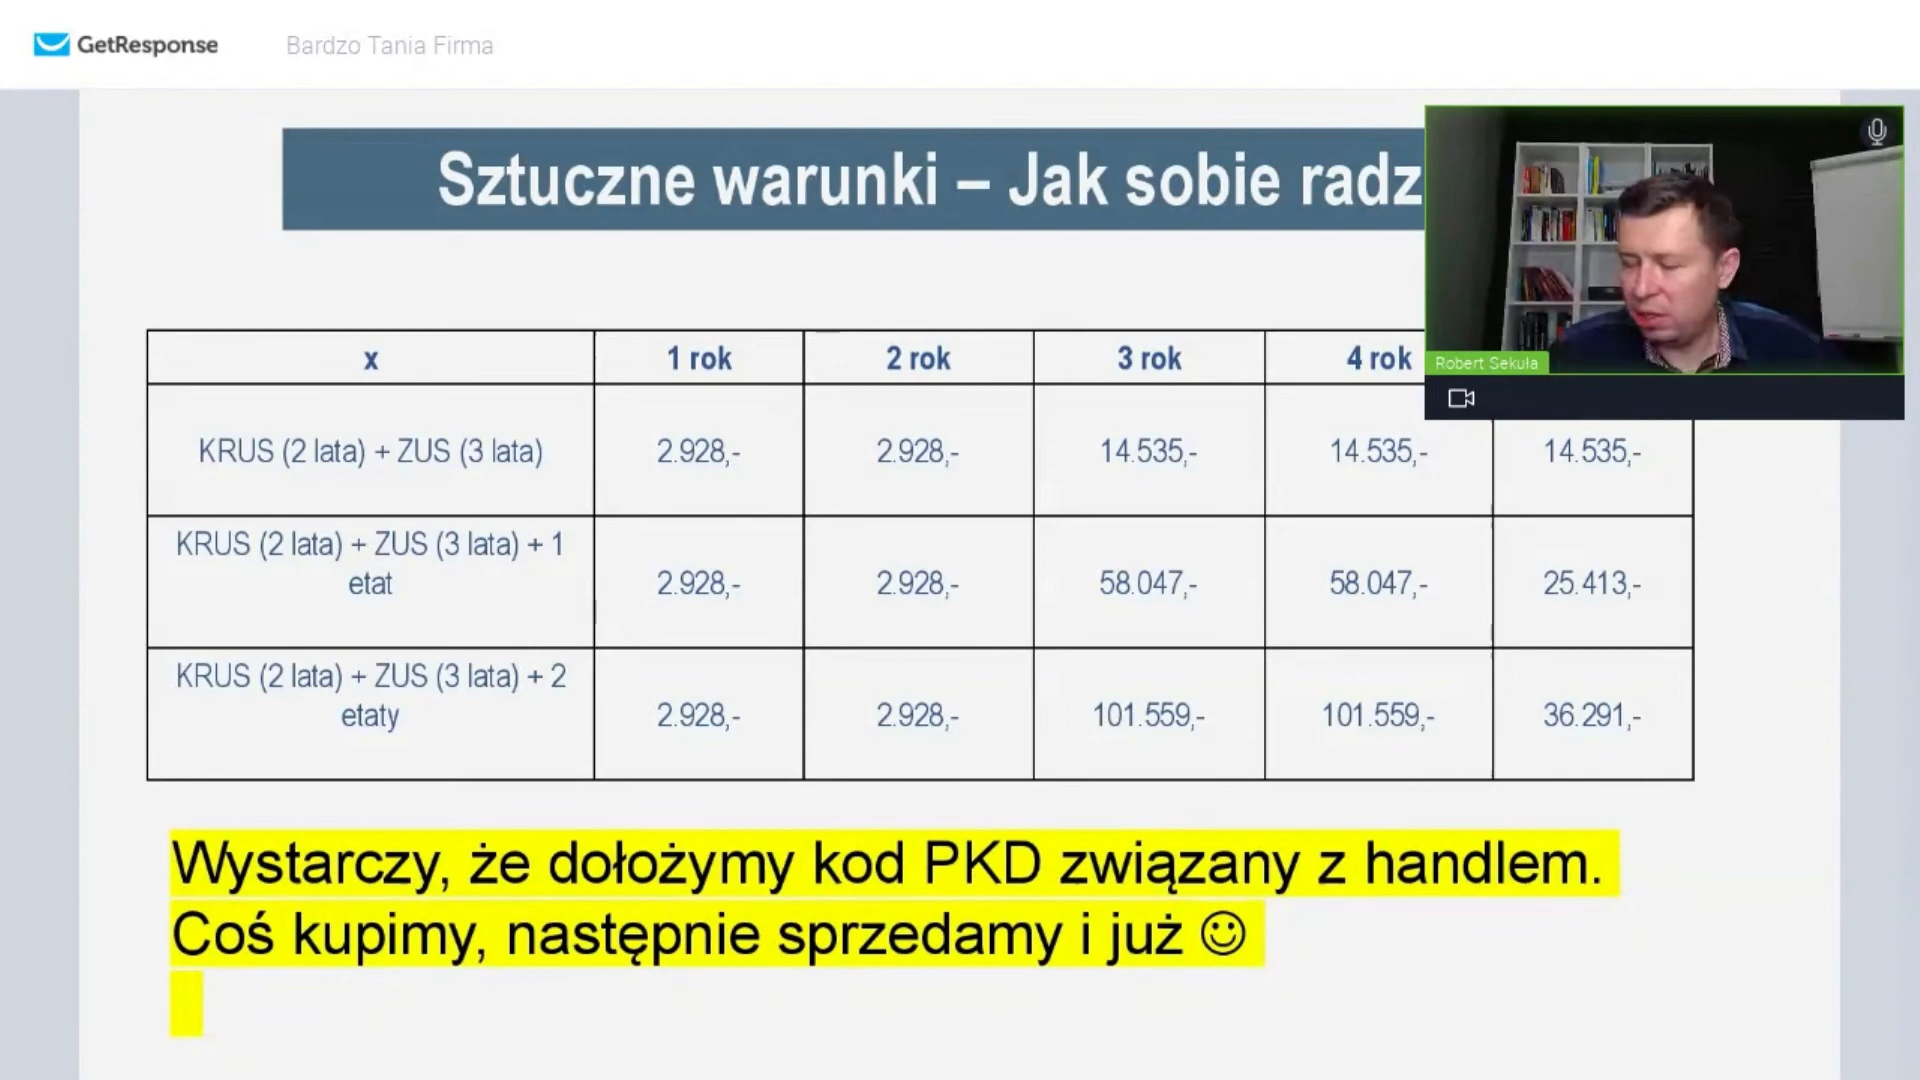 GetResponse
Bardzo Tania Firma
Sztuczne warunki – Jak sobie radz
Robert Sekuła
x 1 rok 2 rok 3 rok 4 rok
KRUS (2 lata) + ZUS (3 lata) 2.928,- 2.928,- 14.535,- 14.535,- 14.535,-
KRUS (2 lata) + ZUS (3 lata) + 1
etat 2.928,- 2.928,- 58.047,- 58.047,- 25.413,-
KRUS (2 lata) + ZUS (3 lata) + 2
etaty 2.928,- 2.928,- 101.559,- 101.559,- 36.291,-
Wystarczy, że dołożymy kod PKD związany z handlem.
Coś kupimy, następnie sprzedamy i już ☺